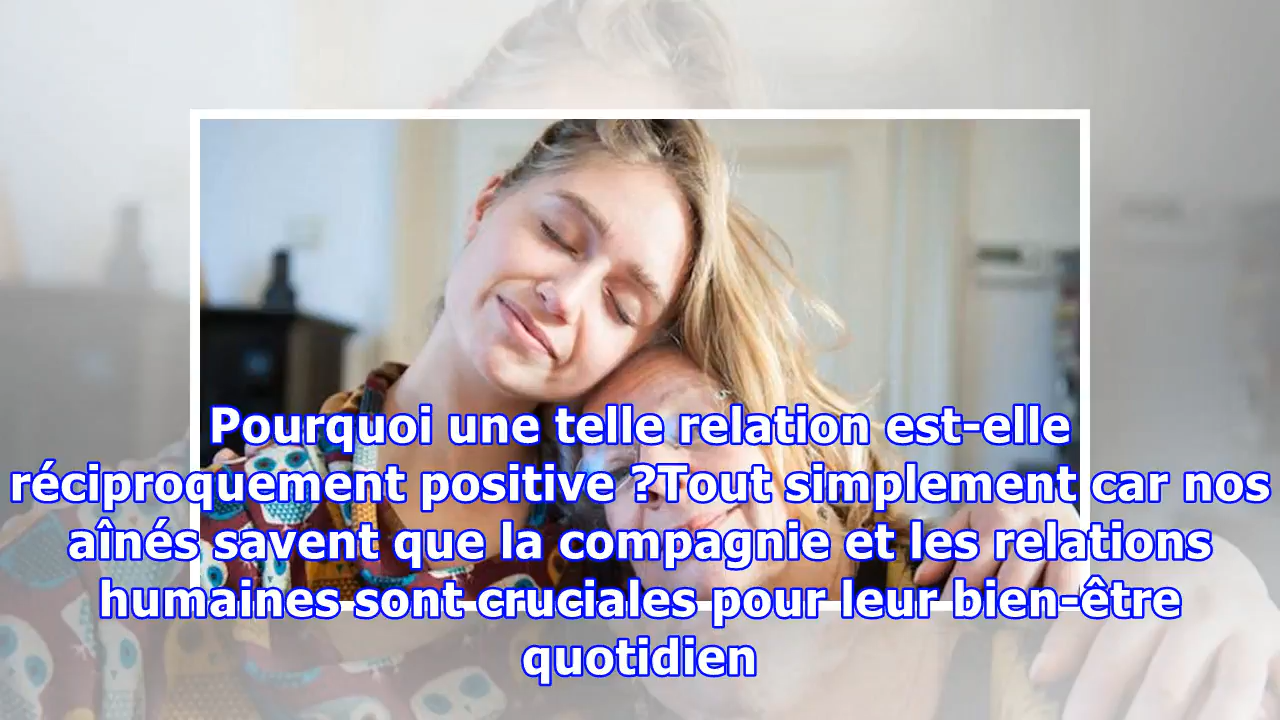 Pourquoi une telle relation est-elle
réciproquement positive ?Tout simplement car nos
aînés savent que la compagnie et les relations
humaines sont cruciales pour leur bien-être
quotidien